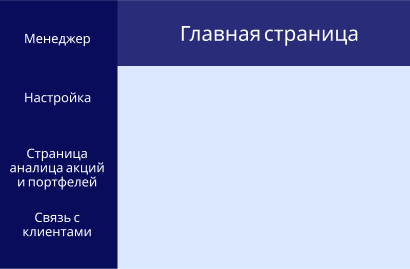 Менеджер
Главная страница
Настройка
Страница
аналица акций
и портфелей
Связь с
клиентами